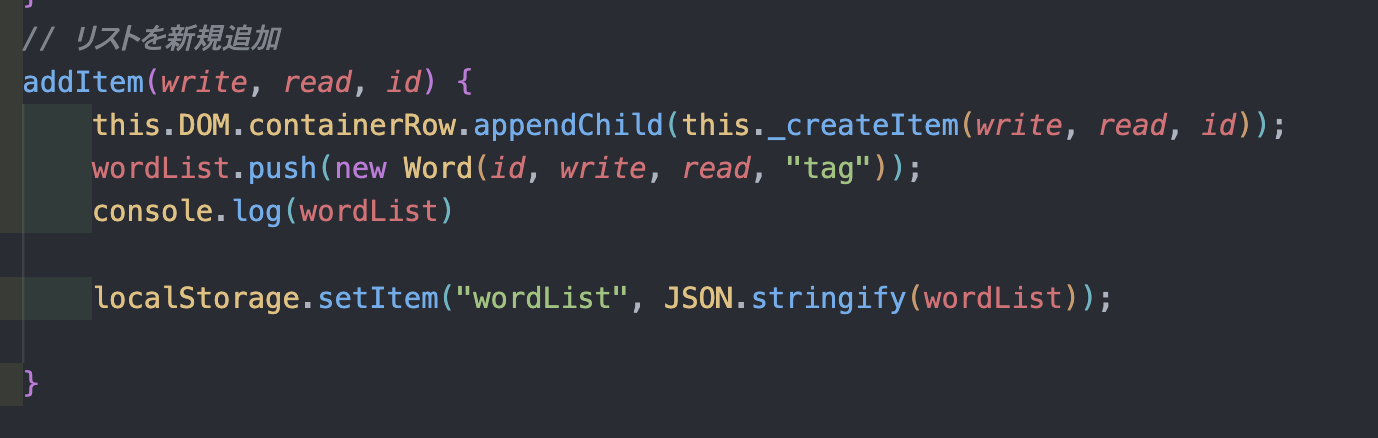 }
// リストを新規追加
addItem(write, read, id) {
this.DOM.containerRow.appendChild(this._createItem(write, read, id));
wordList.push(new Word(id, write, read, "tag"));
console.log(wordList)
localStorage.setItem("wordList", JSON.stringify(wordList));
}